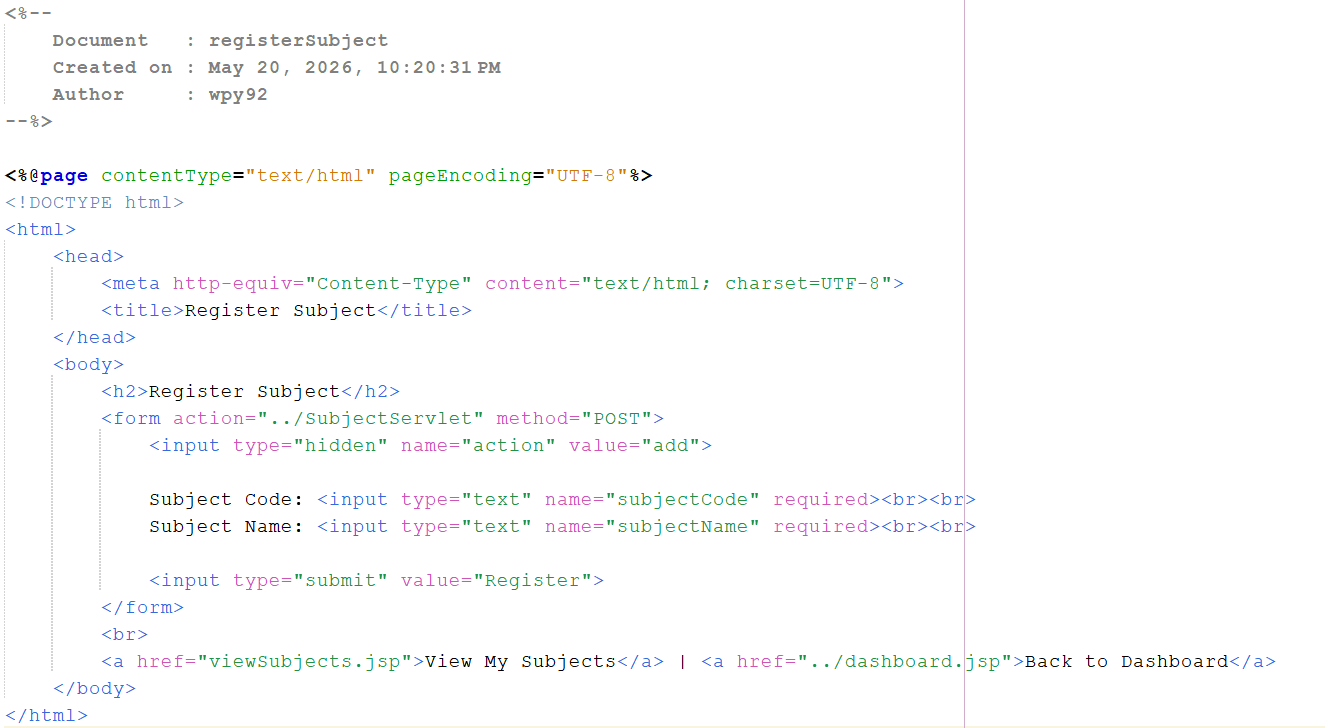 <%--
    Document   : registerSubject
    Created on : May 20, 2026, 10:20:31 PM
    Author     : wpy92
--%>

<%@page contentType="text/html" pageEncoding="UTF-8"%>
<!DOCTYPE html>
<html>
    <head>
        <meta http-equiv="Content-Type" content="text/html; charset=UTF-8">
        <title>Register Subject</title>
    </head>
    <body>
        <h2>Register Subject</h2>
        <form action="../SubjectServlet" method="POST">
            <input type="hidden" name="action" value="add">

            Subject Code: <input type="text" name="subjectCode" required><br><br>
            Subject Name: <input type="text" name="subjectName" required><br><br>

            <input type="submit" value="Register">
        </form>
        <br>
        <a href="viewSubjects.jsp">View My Subjects</a> | <a href="../dashboard.jsp">Back to Dashboard</a>
    </body>
</html>